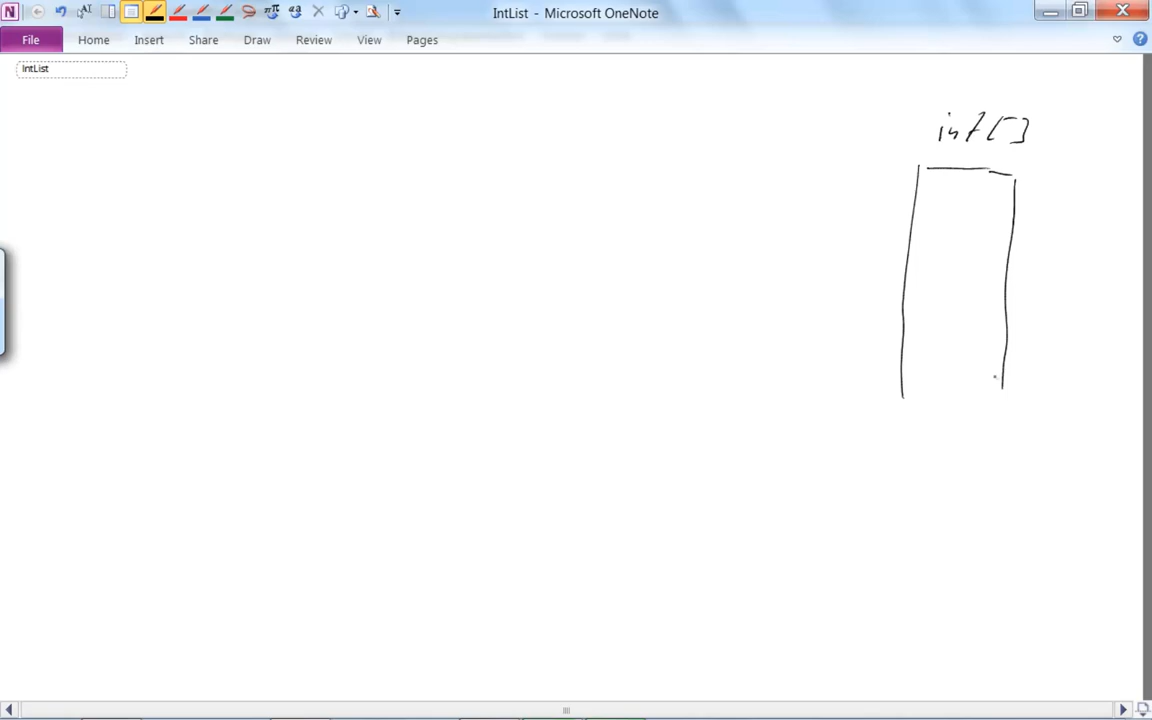 IntList - Microsoft OneNote
File Home Insert Share Draw Review View Pages
IntList
int[]